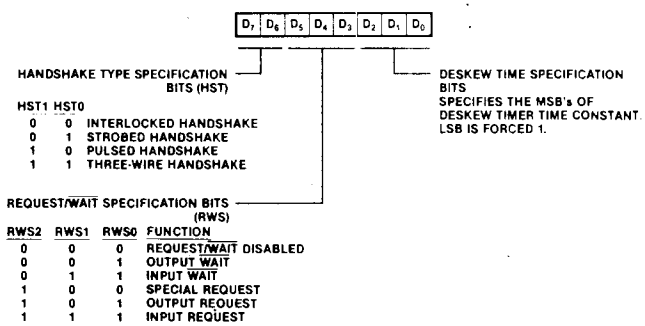 D7 D6 D5 D4 D3 D2 D1 D0
HANDSHAKE TYPE SPECIFICATION
BITS (HST)
HST1 HST0
0 0 INTERLOCKED HANDSHAKE
0 1 STROBED HANDSHAKE
1 0 PULSED HANDSHAKE
1 1 THREE-WIRE HANDSHAKE
DESKEW TIME SPECIFICATION
BITS
SPECIFIES THE MSB's OF
DESKEW TIMER TIME CONSTANT.
LSB IS FORCED 1.
REQUEST/WAIT SPECIFICATION BITS
(RWS)
RWS2 RWS1 RWS0 FUNCTION
0 0 0 REQUEST/WAIT DISABLED
0 0 1 OUTPUT WAIT
0 1 1 INPUT WAIT
1 0 0 SPECIAL REQUEST
1 0 1 OUTPUT REQUEST
1 1 1 INPUT REQUEST